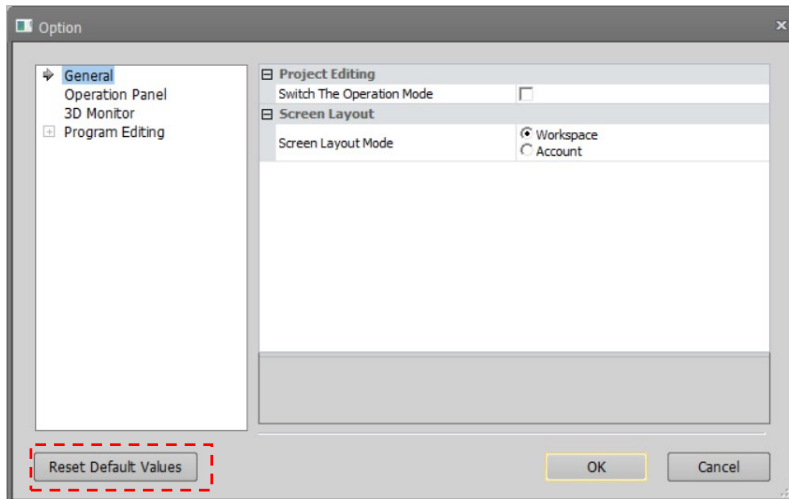 Option
General
Operation Panel
3D Monitor
Program Editing
Project Editing
Switch The Operation Mode
Screen Layout
Screen Layout Mode
Workspace
Account
Reset Default Values
OK
Cancel